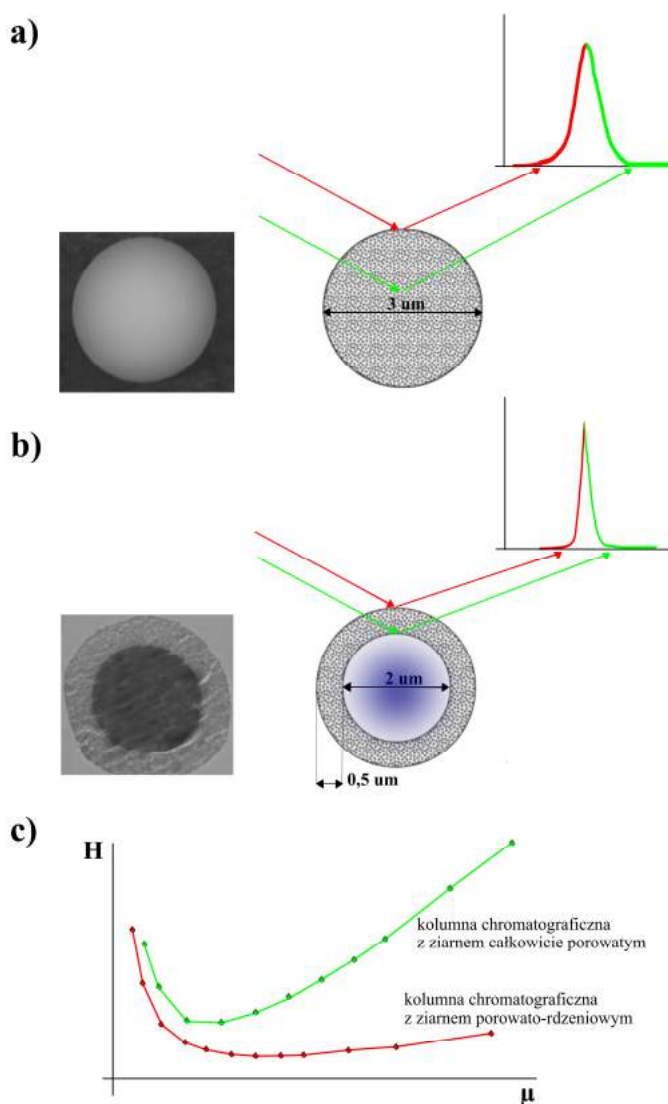 a)
3 um
b)
2 um
0,5 um
c)
H
kolumna chromatograficzna
z ziarnem całkowicie porowatym
kolumna chromatograficzna
z ziarnem porowato-rdzeniowym
μ